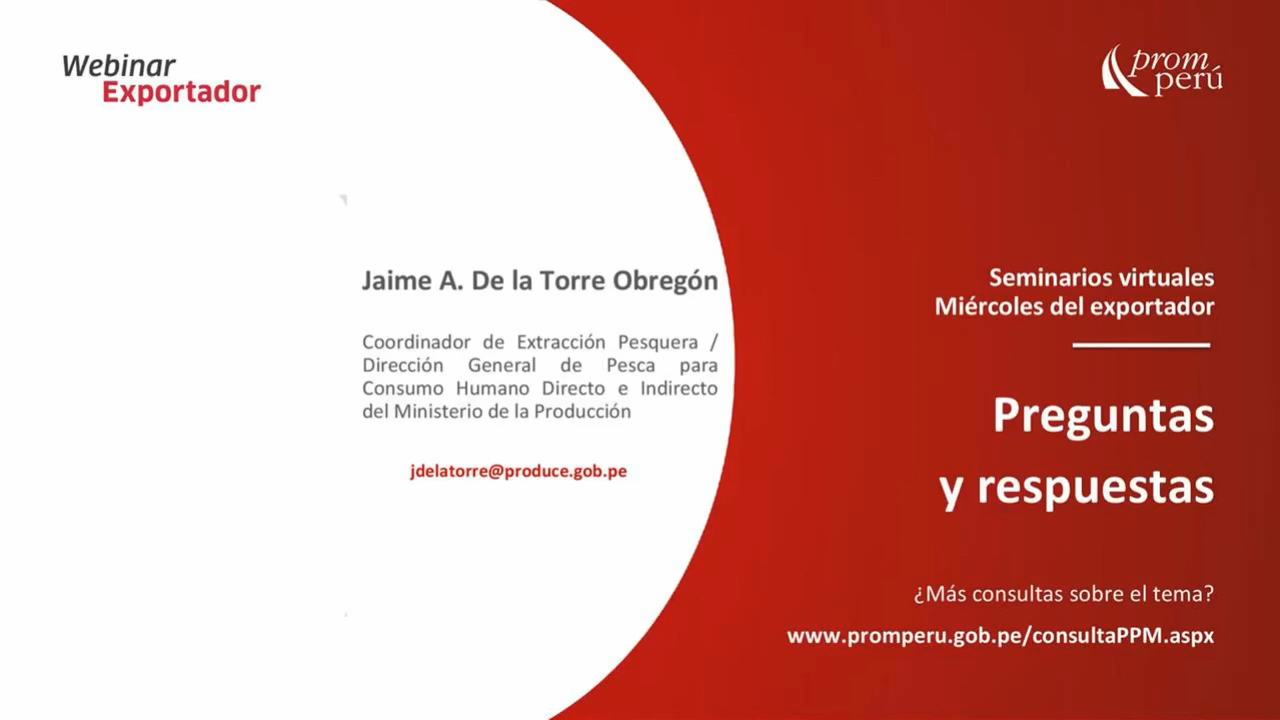 Webinar
Exportador
prom
perú
Jaime A. De la Torre Obregón
Coordinador de Extracción Pesquera /
Dirección General de Pesca para
Consumo Humano Directo e Indirecto
del Ministerio de la Producción
jdelatorre@produce.gob.pe
Seminarios virtuales
Miércoles del exportador
Preguntas
y respuestas
¿Más consultas sobre el tema?
www.promperu.gob.pe/consultaPPM.aspx